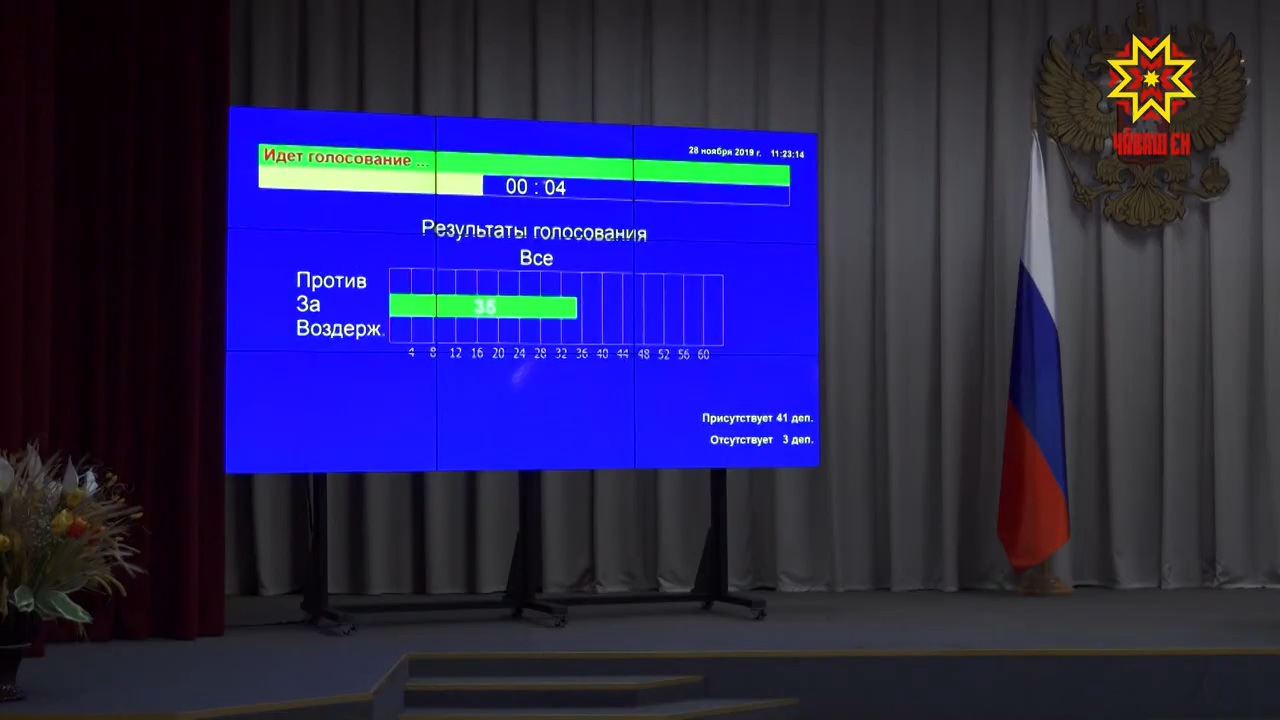 ЧӐВАШ ЕН
28 ноября 2019 г. 11:23:14
Идет голосование ...
00 : 04
Результаты голосования
Все
Против
За 35
Воздерж.
4 8 12 16 20 24 28 32 36 40 44 48 52 56 60
Присутствует 41 деп.
Отсутствует 3 деп.